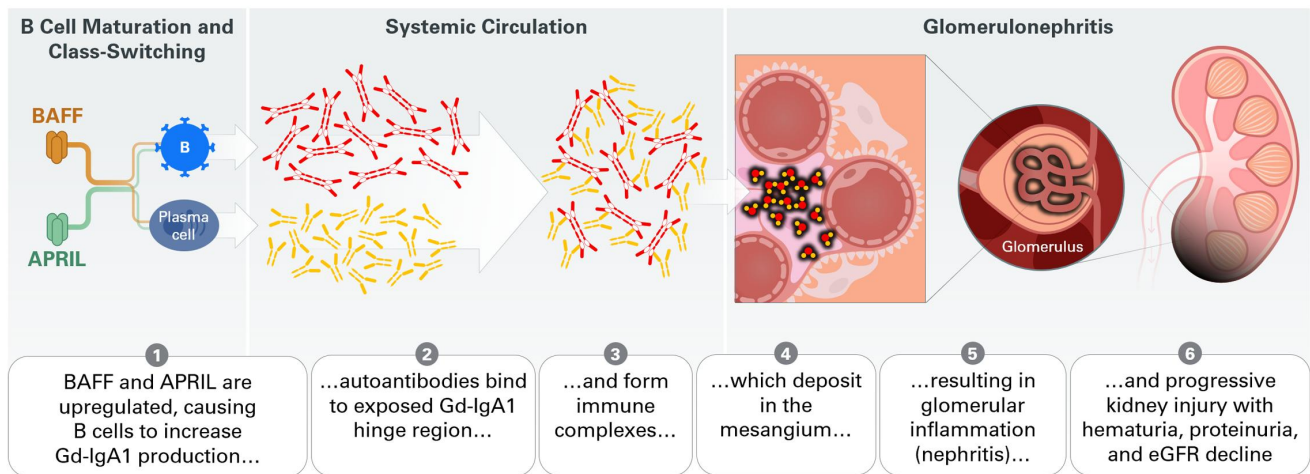 B Cell Maturation and
Class-Switching
Systemic Circulation
Glomerulonephritis
BAFF
B
APRIL
Plasma
cell
Glomerulus
1
BAFF and APRIL are
upregulated, causing
B cells to increase
Gd-IgA1 production...
2
...autoantibodies bind
to exposed Gd-IgA1
hinge region...
3
...and form
immune
complexes...
4
...which deposit
in the
mesangium...
5
...resulting in
glomerular
inflammation
(nephritis)...
6
...and progressive
kidney injury with
hematuria, proteinuria,
and eGFR decline